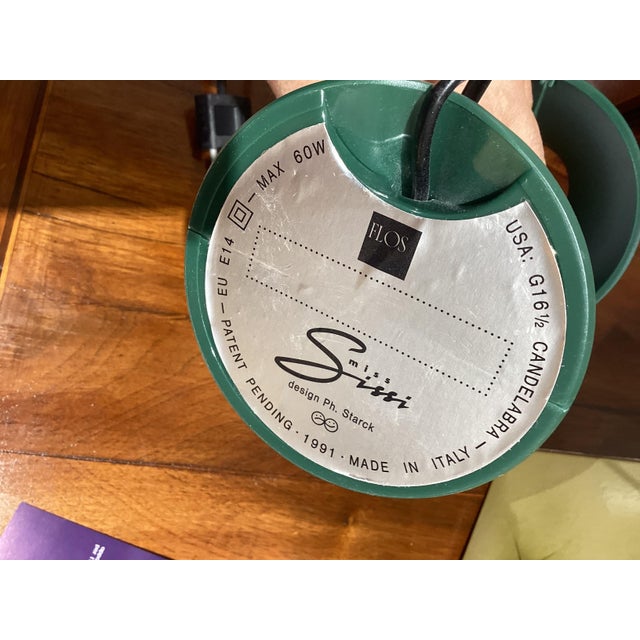 FLOS
miss
Sissi
design Ph. Starck
USA: G16½ CANDELABRA — PATENT PENDING · 1991 · MADE IN ITALY — EU E14 — MAX 60W